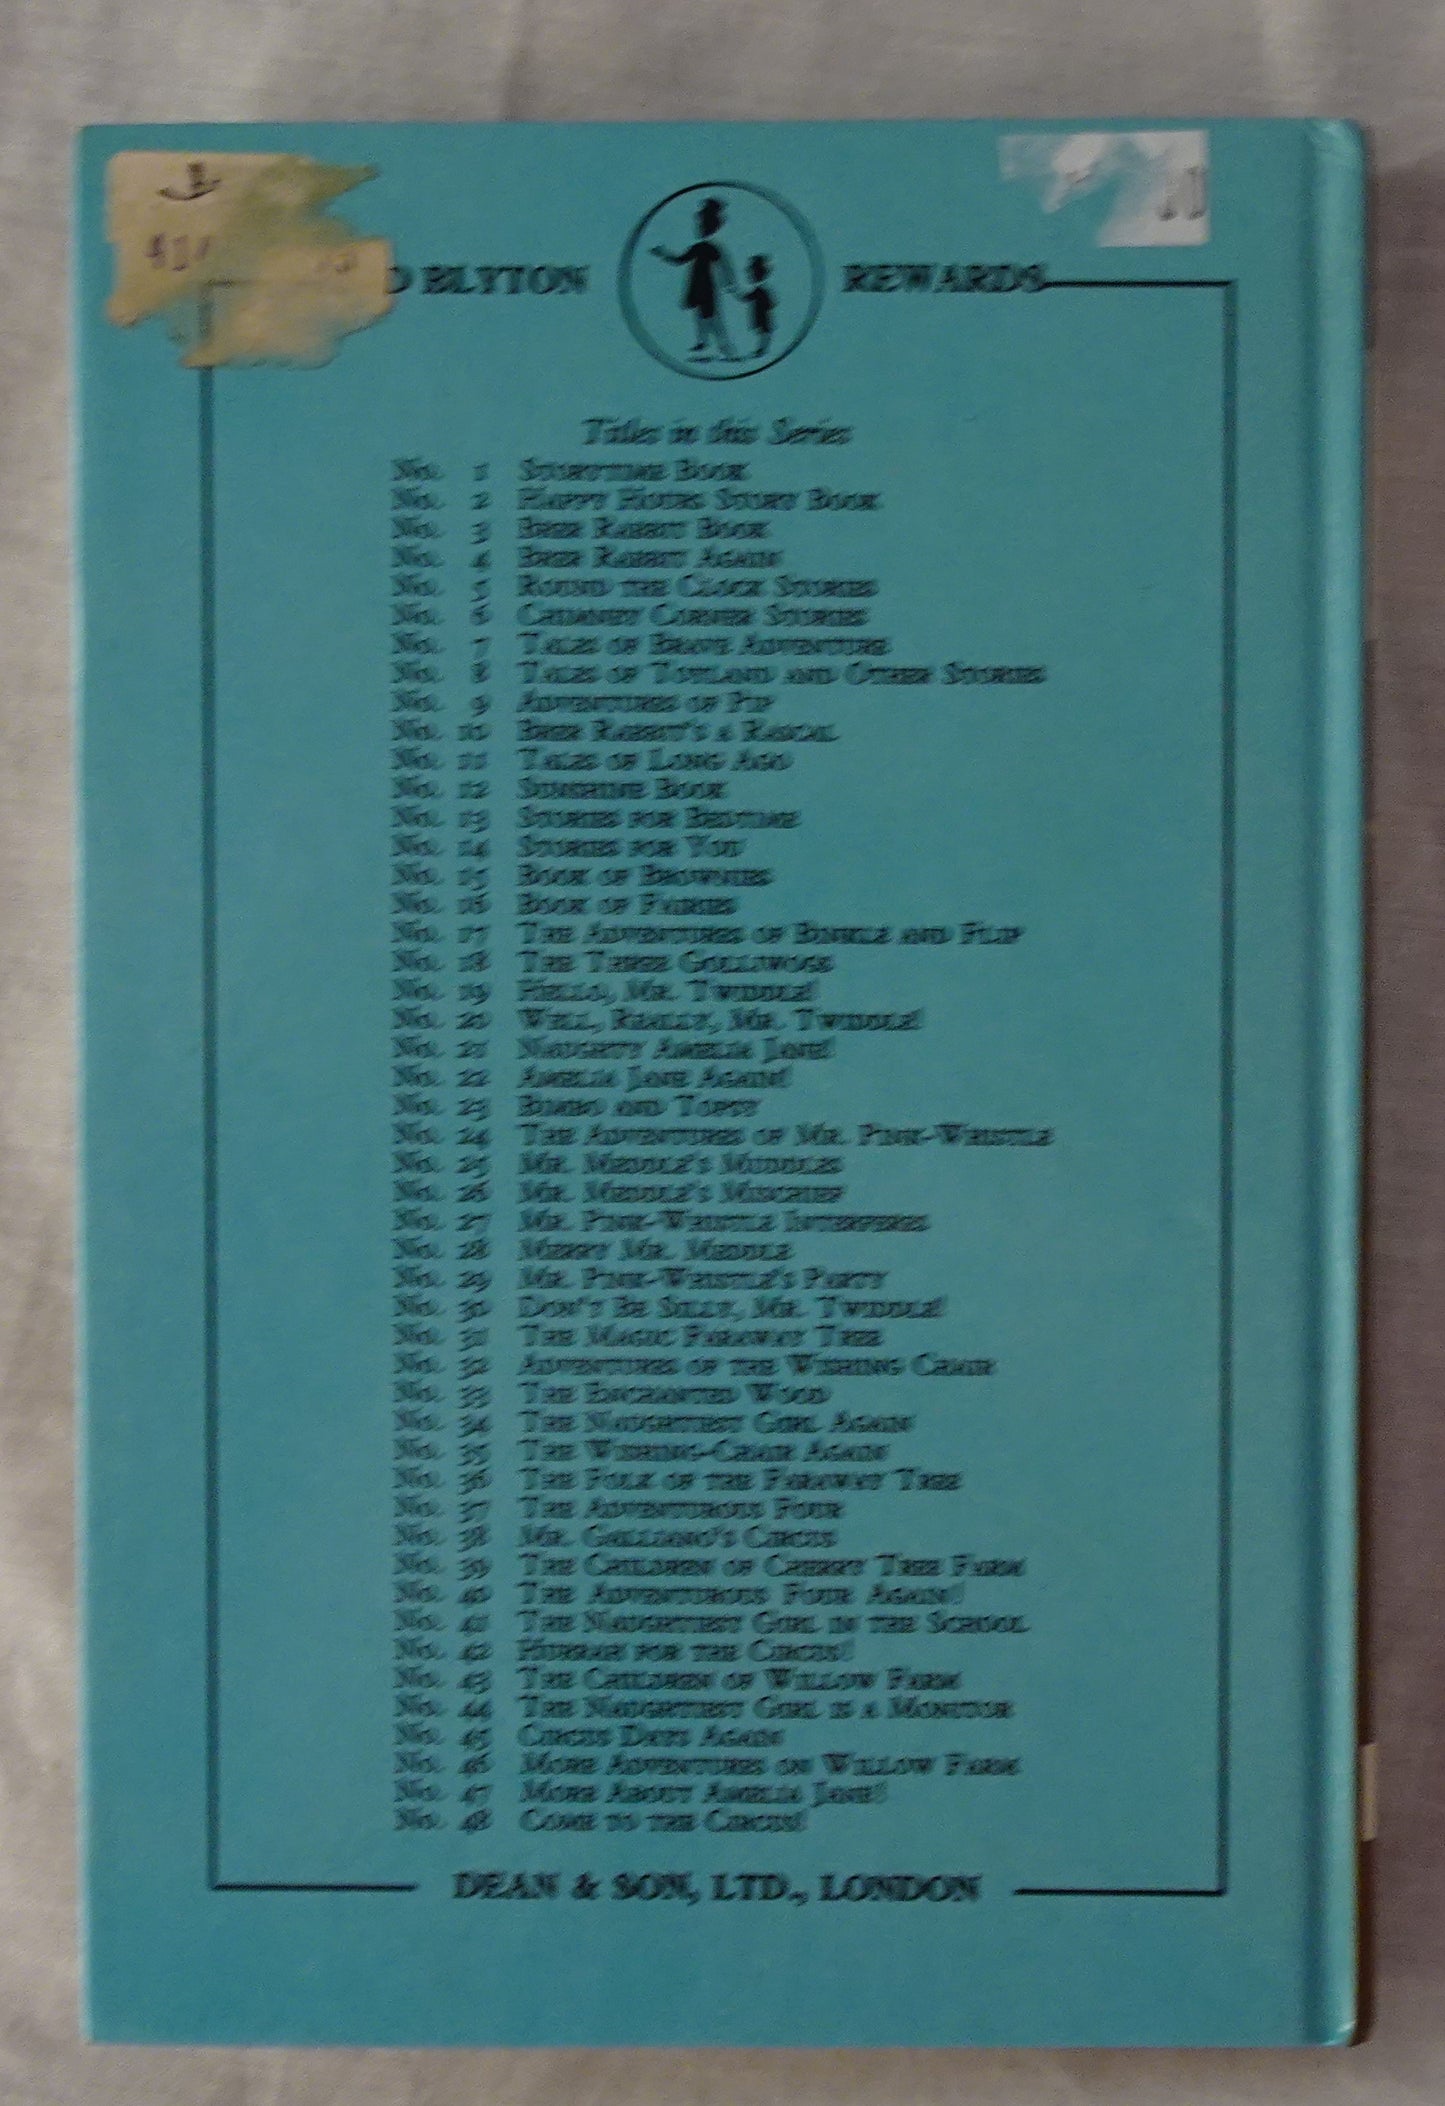 BLYTON REWARDS
Titles in this Series
No. 1 STORYTIME BOOK
No. 2 HAPPY HOURS STORY BOOK
No. 3 BRER RABBIT BOOK
No. 4 BRER RABBIT AGAIN
No. 5 ROUND THE CLOCK STORIES
No. 6 CHIMNEY CORNER STORIES
No. 7 TALES OF BRAVE ADVENTURE
No. 8 TALES OF TOYLAND AND OTHER STORIES
No. 9 ADVENTURES OF PIP
No. 10 BRER RABBIT'S A RASCAL
No. 11 TALES OF LONG AGO
No. 12 SUNSHINE BOOK
No. 13 STORIES FOR BEDTIME
No. 14 STORIES FOR YOU
No. 15 BOOK OF BROWNIES
No. 16 BOOK OF FAIRIES
No. 17 THE ADVENTURES OF BINKLE AND FLIP
No. 18 THE THREE GOLLIWOGS
No. 19 HELLO, MR. TWIDDLE!
No. 20 WELL, REALLY, MR. TWIDDLE!
No. 21 NAUGHTY AMELIA JANE!
No. 22 AMELIA JANE AGAIN!
No. 23 BIMBO AND TOPSY
No. 24 THE ADVENTURES OF MR. PINK-WHISTLE
No. 25 MR. MEDDLE'S MUDDLES
No. 26 MR. MEDDLE'S MISCHIEF
No. 27 MR. PINK-WHISTLE INTERFERES
No. 28 MERRY MR. MEDDLE
No. 29 MR. PINK-WHISTLE'S PARTY
No. 30 DON'T BE SILLY, MR. TWIDDLE!
No. 31 THE MAGIC FARAWAY TREE
No. 32 ADVENTURES OF THE WISHING CHAIR
No. 33 THE ENCHANTED WOOD
No. 34 THE NAUGHTIEST GIRL AGAIN
No. 35 THE WISHING-CHAIR AGAIN
No. 36 THE FOLK OF THE FARAWAY TREE
No. 37 THE ADVENTUROUS FOUR
No. 38 MR. GALLIANO'S CIRCUS
No. 39 THE CHILDREN OF CHERRY TREE FARM
No. 40 THE ADVENTUROUS FOUR AGAIN!
No. 41 THE NAUGHTIEST GIRL IN THE SCHOOL
No. 42 HURRAH FOR THE CIRCUS!
No. 43 THE CHILDREN OF WILLOW FARM
No. 44 THE NAUGHTIEST GIRL IS A MONITOR
No. 45 CIRCUS DAYS AGAIN
No. 46 MORE ADVENTURES ON WILLOW FARM
No. 47 MORE ABOUT AMELIA JANE!
No. 48 COME TO THE CIRCUS!
DEAN & SON, LTD., LONDON